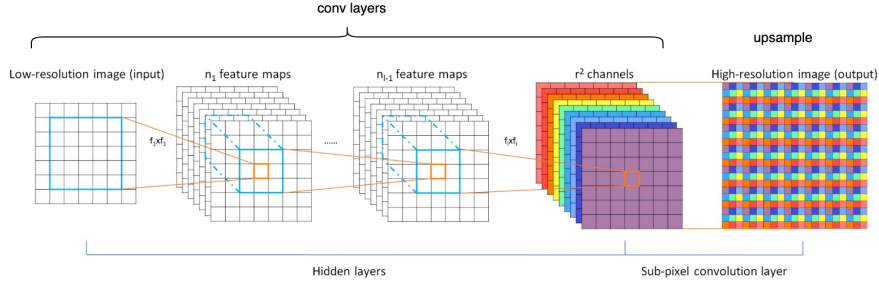 conv layers
upsample
Low-resolution image (input)
n₁ feature maps
nₗ₋₁ feature maps
r² channels
High-resolution image (output)
f₁xf₁
......
fₗxfₗ
Hidden layers
Sub-pixel convolution layer